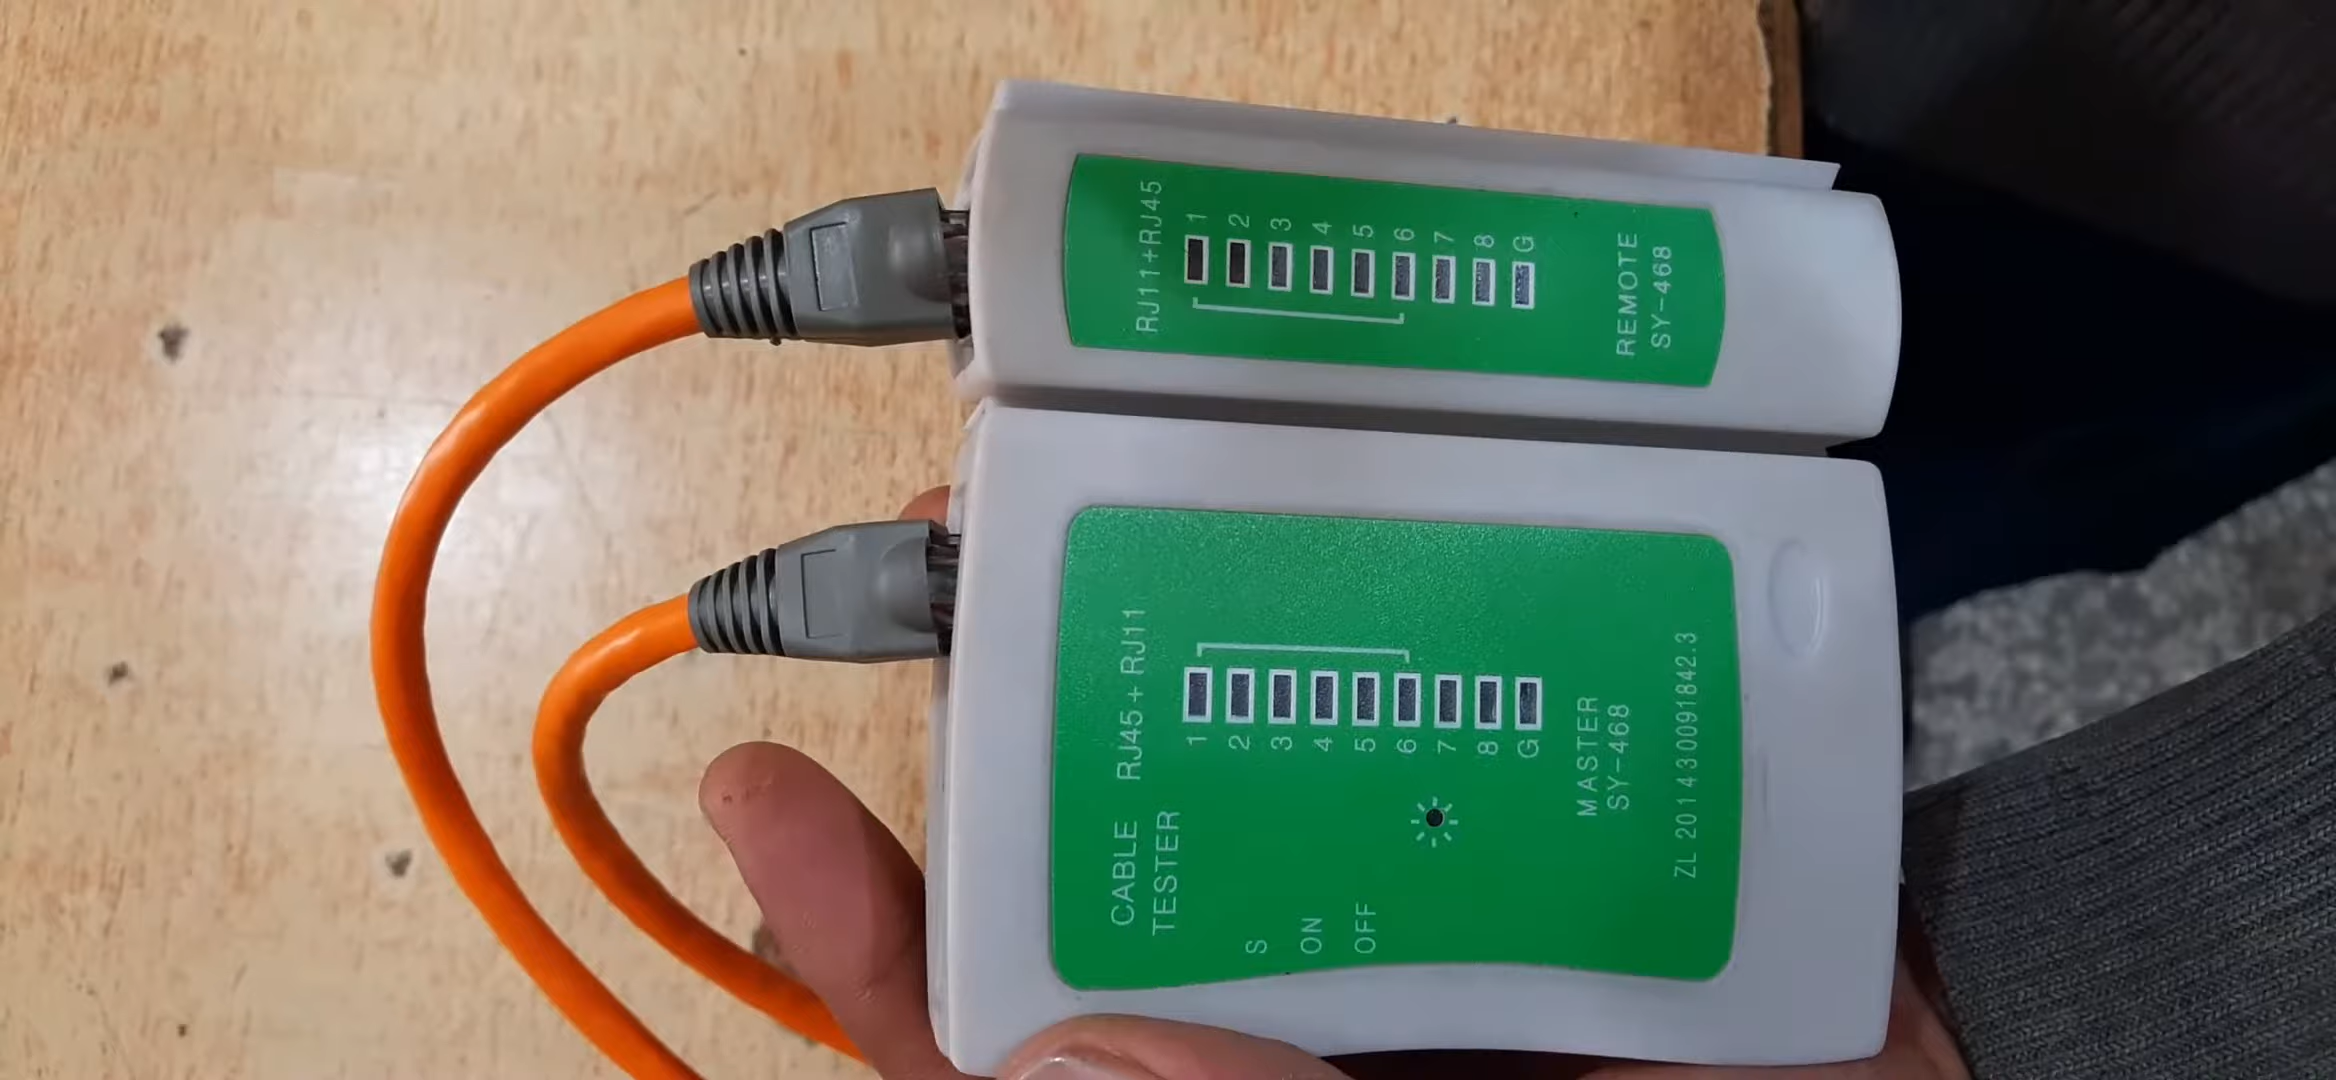 RJ11+RJ45
1 2 3 4 5 6 7 8 G
REMOTE
SY-468
CABLE
TESTER
RJ45+RJ11
1 2 3 4 5 6 7 8 G
S
ON
OFF
MASTER
SY-468
ZL 201430091842.3